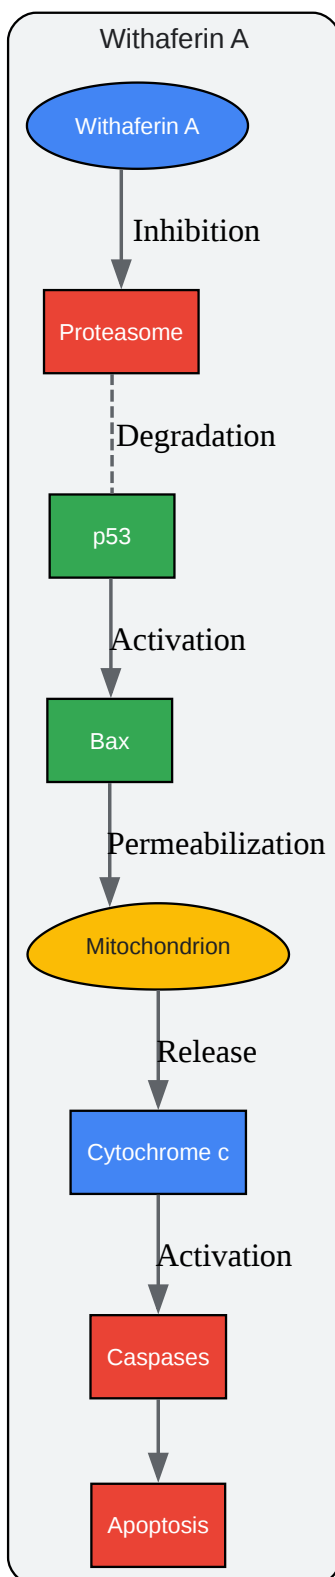 Withaferin A
Withaferin A
Inhibition
Proteasome
Degradation
p53
Activation
Bax
Permeabilization
Mitochondrion
Release
Cytochrome c
Activation
Caspases
Apoptosis